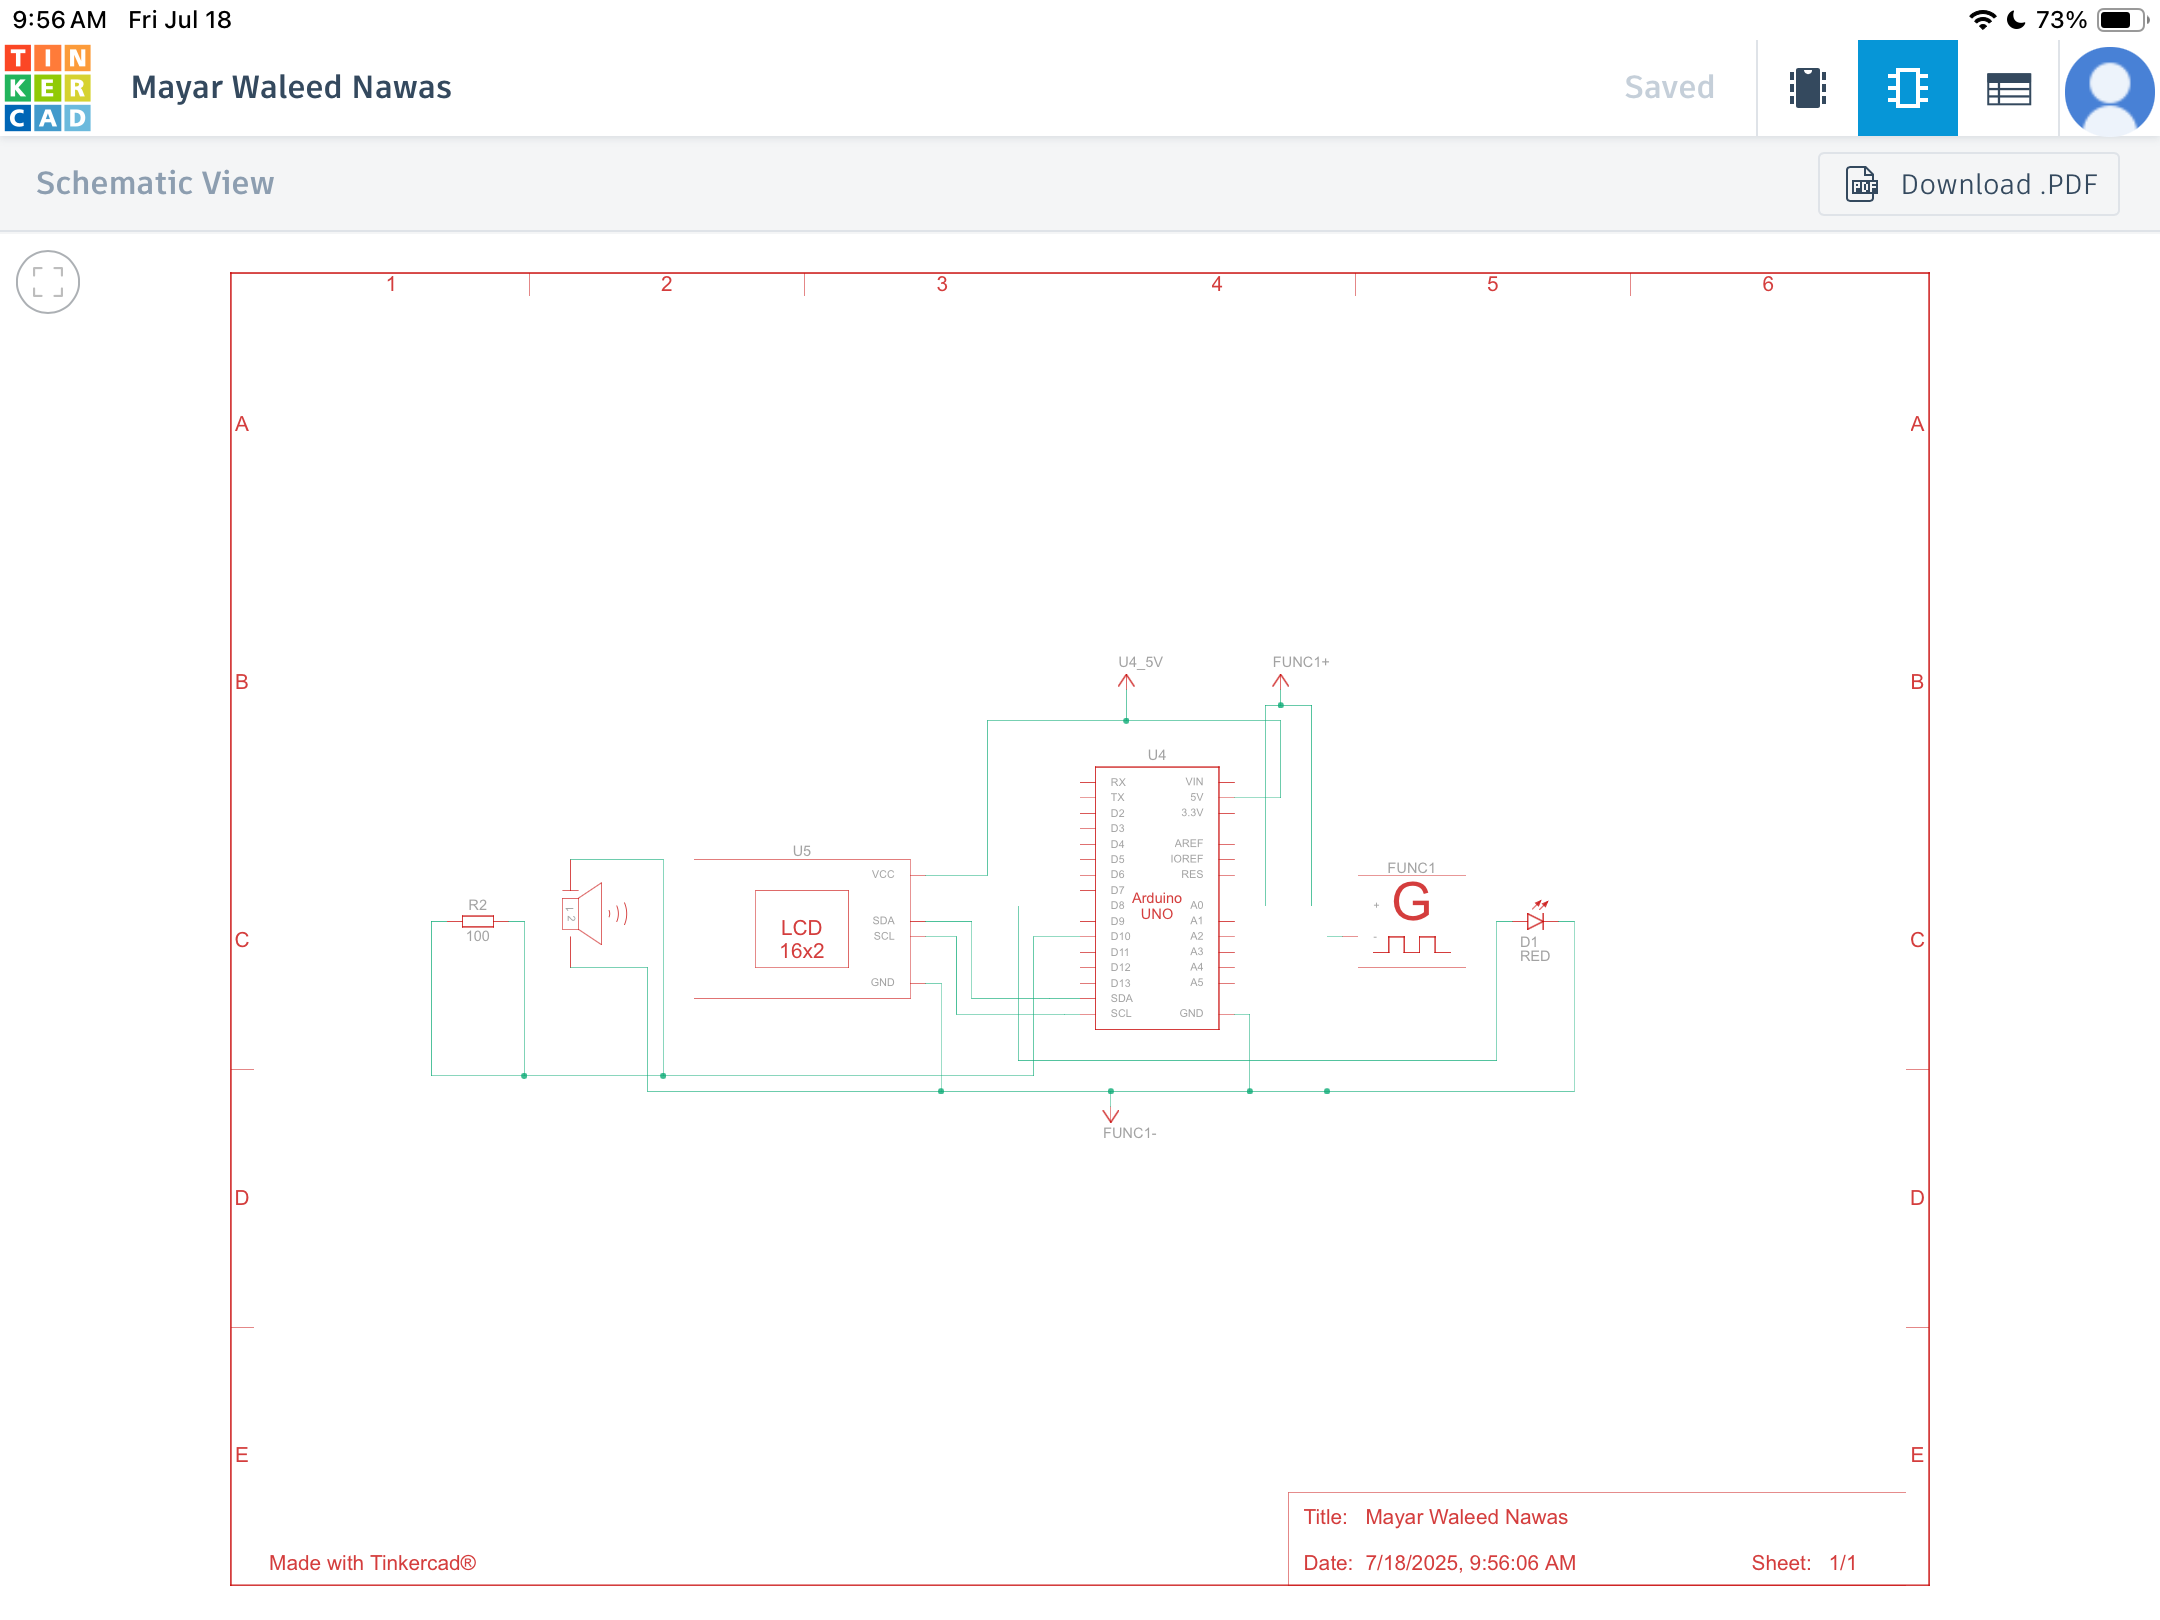 9:56 AM Fri Jul 18
73%
TINKERCAD
Mayar Waleed Nawas
Saved
Schematic View
Download .PDF
1 2 3 4 5 6
A A
U4_5V
FUNC1+
B B
U4
RX VIN
TX 5V
D2 3.3V
D3
D4 AREF
D5 IOREF
D6 RES
D7
D8 A0
D9 A1
D10 A2
D11 A3
D12 A4
D13 A5
SDA
SCL GND
Arduino
UNO
U5
VCC
SDA
SCL
GND
LCD
16x2
R2
100
1 2
FUNC1
G
+
-
D1
RED
C C
FUNC1-
D D
E E
Title: Mayar Waleed Nawas
Made with Tinkercad®
Date: 7/18/2025, 9:56:06 AM Sheet: 1/1